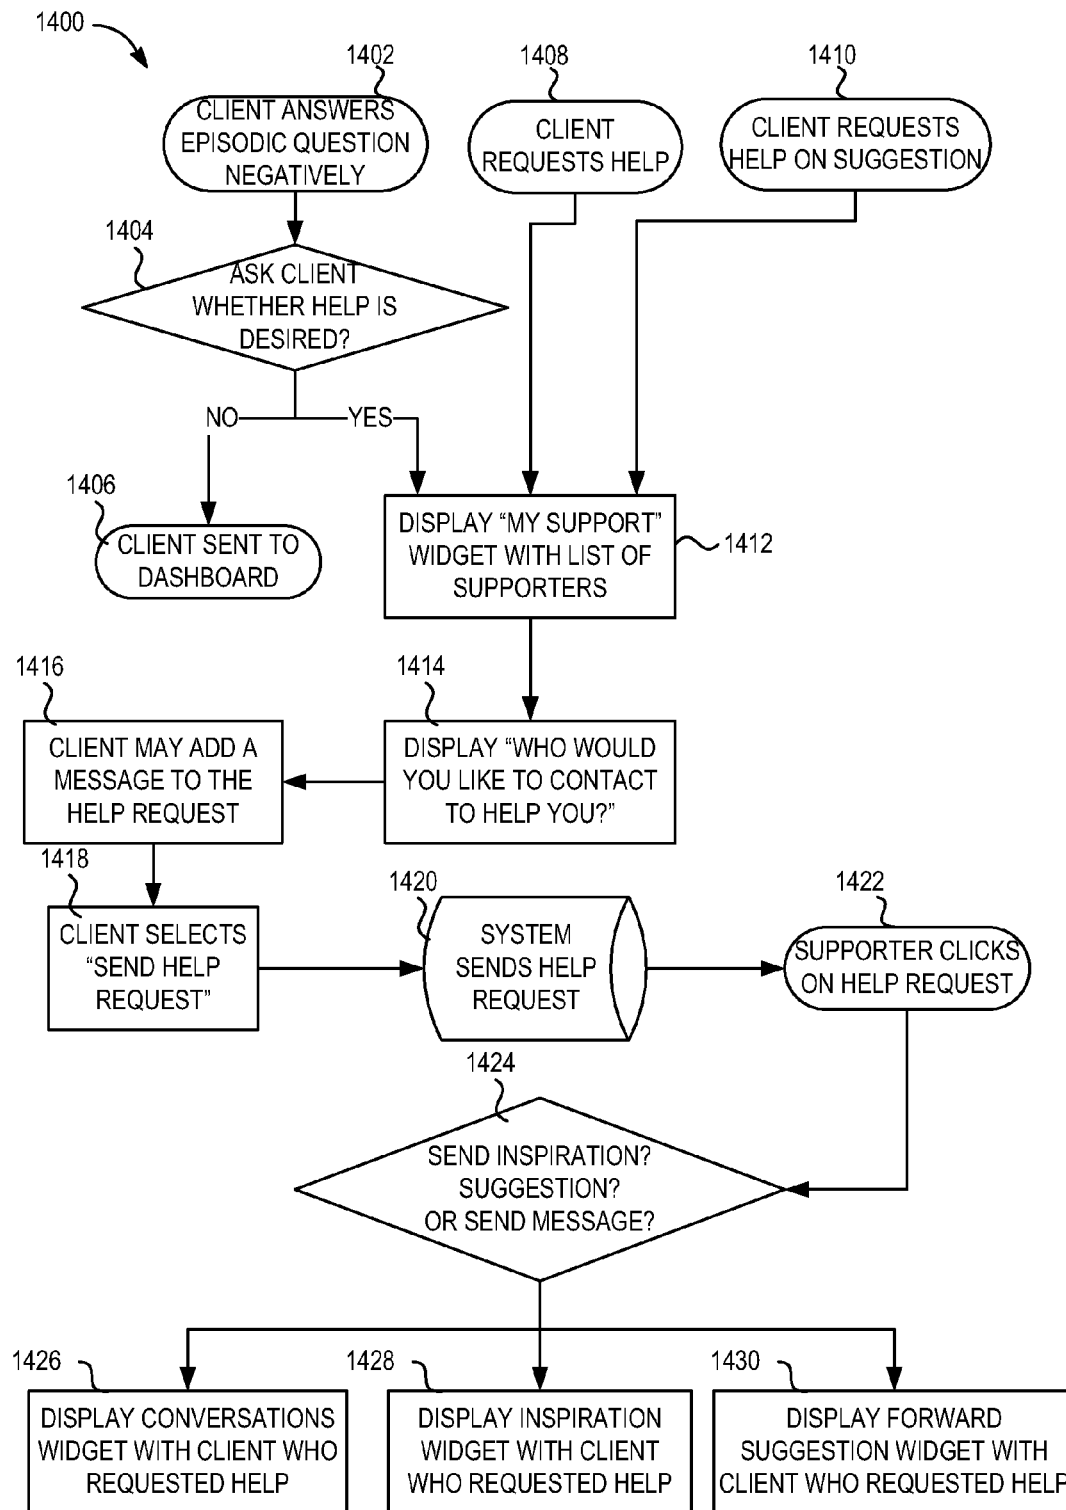 1400
1402
1408
1410
CLIENT ANSWERS
EPISODIC QUESTION
NEGATIVELY
CLIENT
REQUESTS HELP
CLIENT REQUESTS
HELP ON SUGGESTION
1404
ASK CLIENT
WHETHER HELP IS
DESIRED?
NO
YES
1406
CLIENT SENT TO
DASHBOARD
DISPLAY “MY SUPPORT”
WIDGET WITH LIST OF
SUPPORTERS
1412
1416
1414
CLIENT MAY ADD A
MESSAGE TO THE
HELP REQUEST
DISPLAY “WHO WOULD
YOU LIKE TO CONTACT
TO HELP YOU?”
1418
1420
1422
CLIENT SELECTS
“SEND HELP
REQUEST”
SYSTEM
SENDS HELP
REQUEST
SUPPORTER CLICKS
ON HELP REQUEST
1424
SEND INSPIRATION?
SUGGESTION?
OR SEND MESSAGE?
1426
1428
1430
DISPLAY CONVERSATIONS
WIDGET WITH CLIENT WHO
REQUESTED HELP
DISPLAY INSPIRATION
WIDGET WITH CLIENT
WHO REQUESTED HELP
DISPLAY FORWARD
SUGGESTION WIDGET WITH
CLIENT WHO REQUESTED HELP